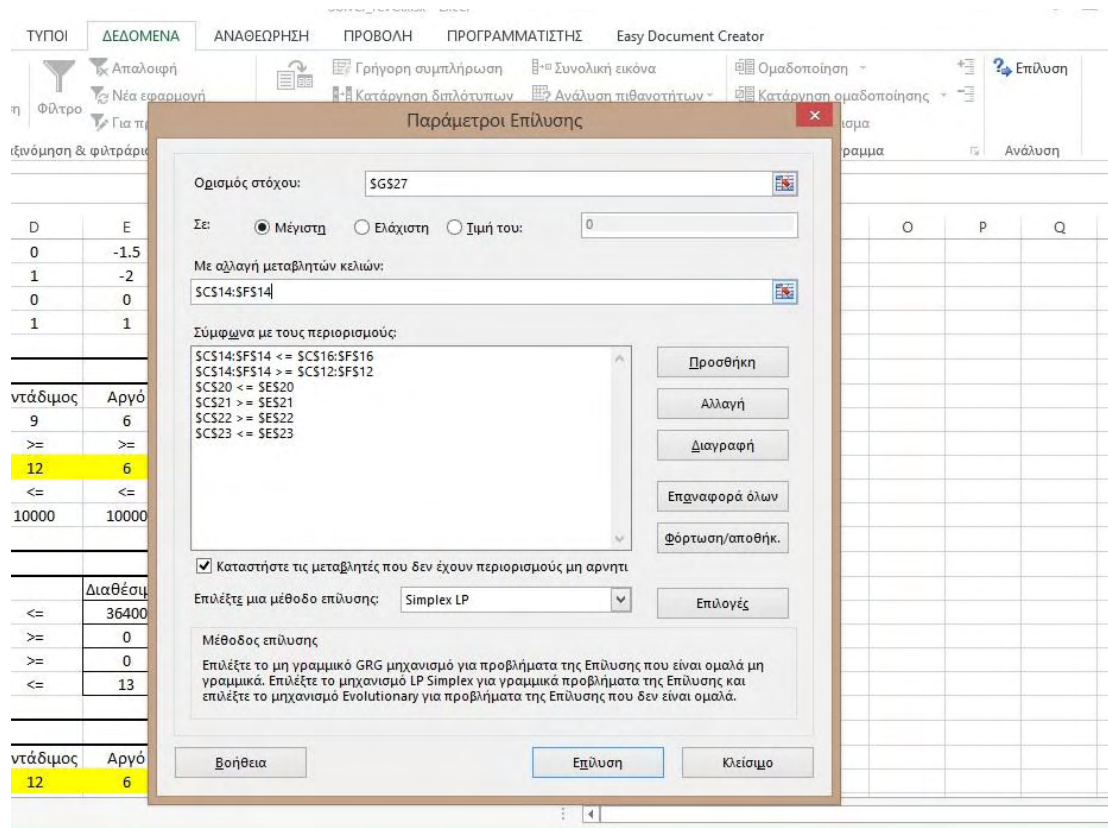 ΤΥΠΟΙ ΔΕΔΟΜΕΝΑ ΑΝΑΘΕΩΡΗΣΗ ΠΡΟΒΟΛΗ ΠΡΟΓΡΑΜΜΑΤΙΣΤΗΣ Easy Document Creator
Απαλοιφή Γρήγορη συμπλήρωση Συνολική εικόνα Ομαδοποίηση Επίλυση
Φίλτρο Νέα εφαρμογή Κατάργηση διπλότυπων Ανάλυση πιθανοτήτων Κατάργηση ομαδοποίησης
Για
& Ανάλυση
Παράμετροι Επίλυσης
Ορισμός στόχου: $G$27
Σε: Μέγιστη Ελάχιστη Τιμή του: 0
Με αλλαγή μεταβλητών κελιών:
$C$14:$F$14
Σύμφωνα με τους περιορισμούς:
$C$14:$F$14 <= $C$16:$F$16
$C$14:$F$14 >= $C$12:$F$12
$C$20 <= $E$20
$C$21 >= $E$21
$C$22 >= $E$22
$C$23 <= $E$23
Προσθήκη
Αλλαγή
Διαγραφή
Επαναφορά όλων
Φόρτωση/αποθήκ.
Καταστήστε τις μεταβλητές που δεν έχουν περιορισμούς μη αρνητι
Επιλέξτε μια μέθοδο επίλυσης: Simplex LP Επιλογές
Μέθοδος επίλυσης
Επιλέξτε το μη γραμμικό GRG μηχανισμό για προβλήματα της Επίλυσης που είναι ομαλά μη
γραμμικά. Επιλέξτε το μηχανισμό LP Simplex για γραμμικά προβλήματα της Επίλυσης και
επιλέξτε το μηχανισμό Evolutionary για προβλήματα της Επίλυσης που δεν είναι ομαλά.
Βοήθεια Επίλυση Κλείσιμο
D E O P Q
0 -1.5
1 -2
0 0
1 1
ντάδιμος Αργό
9 6
>= >=
12 6
<= <=
10000 10000
Διαθέσιμ
<= 36400
>= 0
>= 0
<= 13
ντάδιμος Αργό
12 6